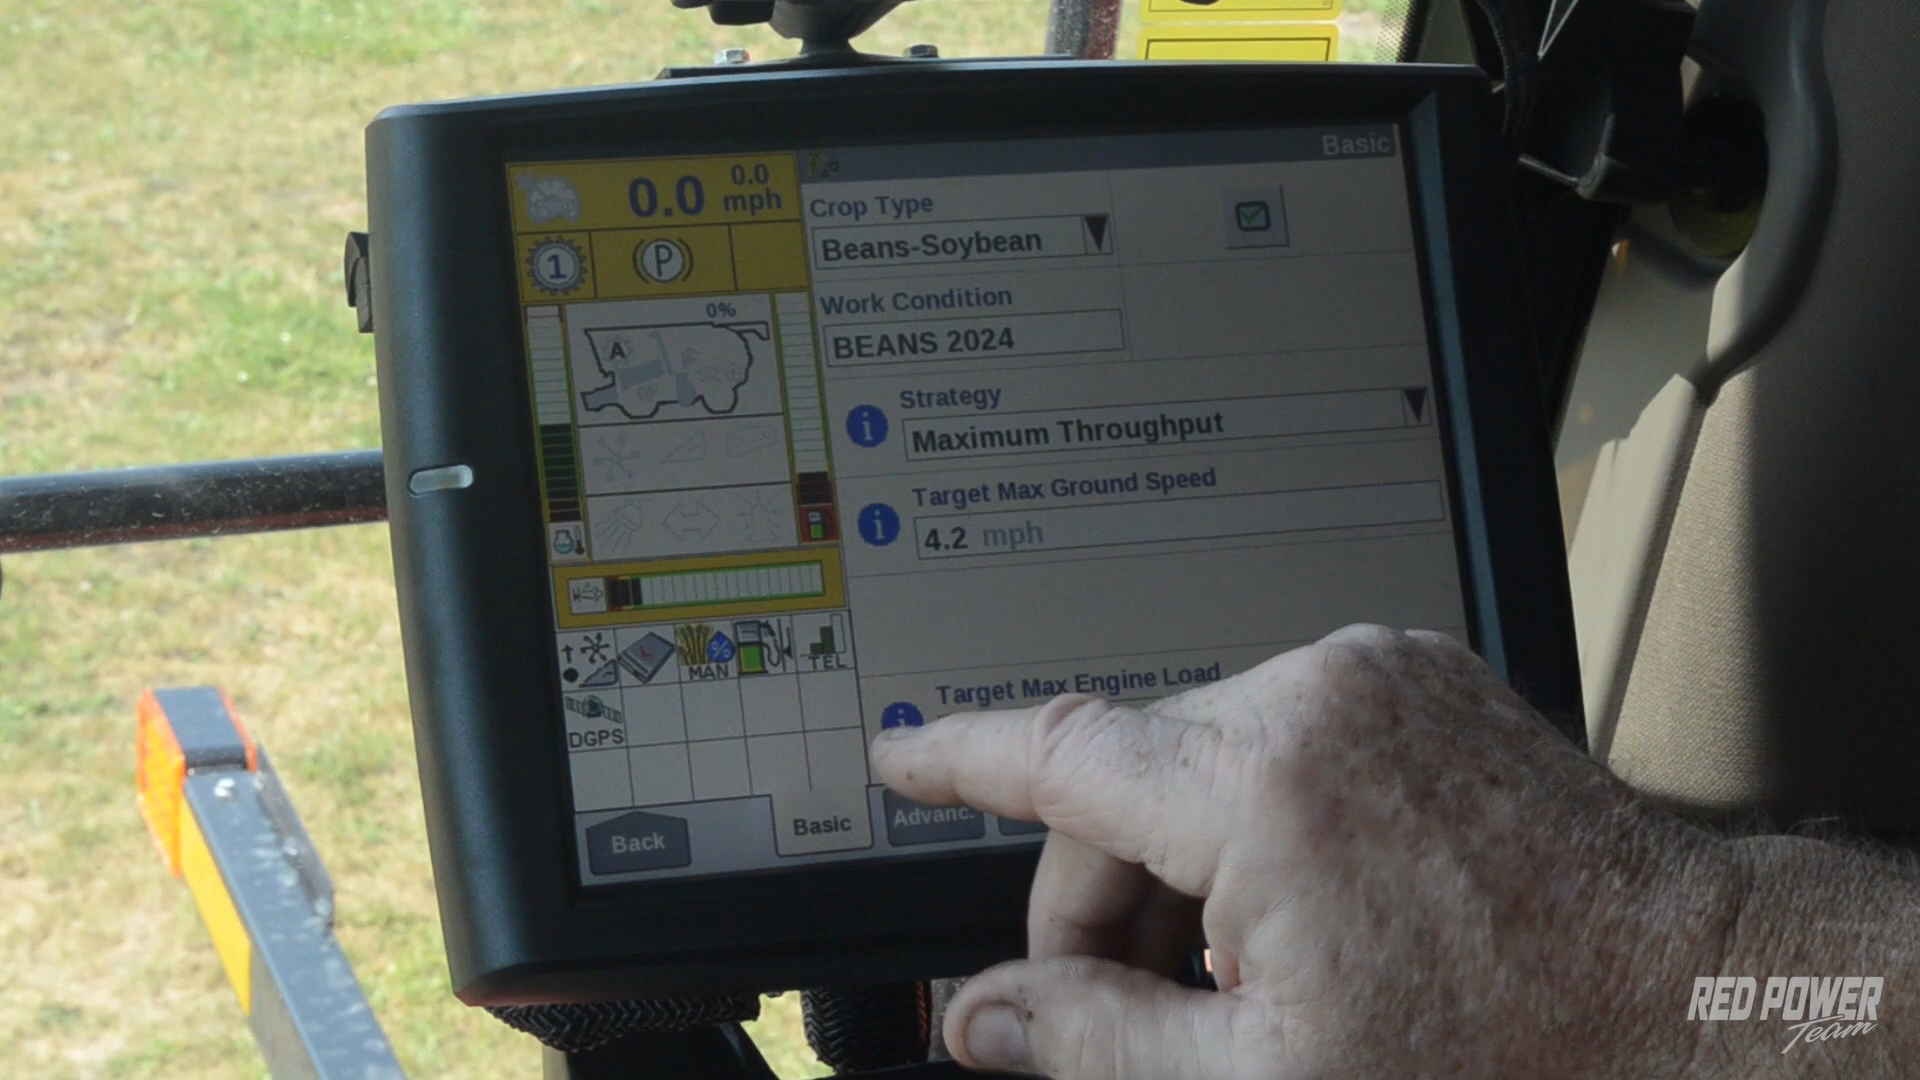 Basic
0.0 0.0 mph
1 P
0%
A
MAN
TEL
DGPS
Crop Type
Beans-Soybean
Work Condition
BEANS 2024
i Strategy
Maximum Throughput
i Target Max Ground Speed
4.2 mph
i Target Max Engine Load
Back
Basic
Advanc.
RED POWER
Team